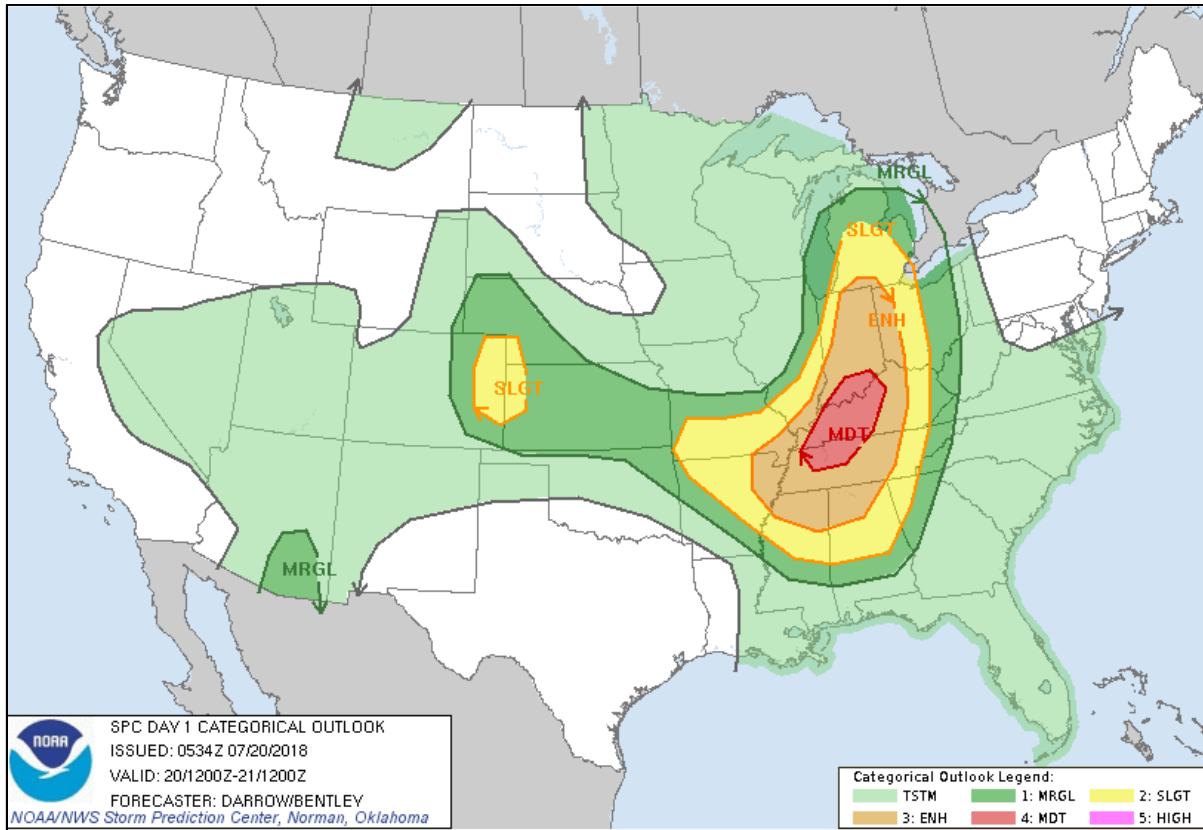 MRGL
SLGT
ENH
SLGT
MDT
MRGL
NOAA
SPC DAY 1 CATEGORICAL OUTLOOK
ISSUED: 0534Z 07/20/2018
VALID: 20/1200Z-21/1200Z
FORECASTER: DARROW/BENTLEY
NOAA/NWS Storm Prediction Center, Norman, Oklahoma
Categorical Outlook Legend:
TSTM 1: MRGL 2: SLGT
3: ENH 4: MDT 5: HIGH